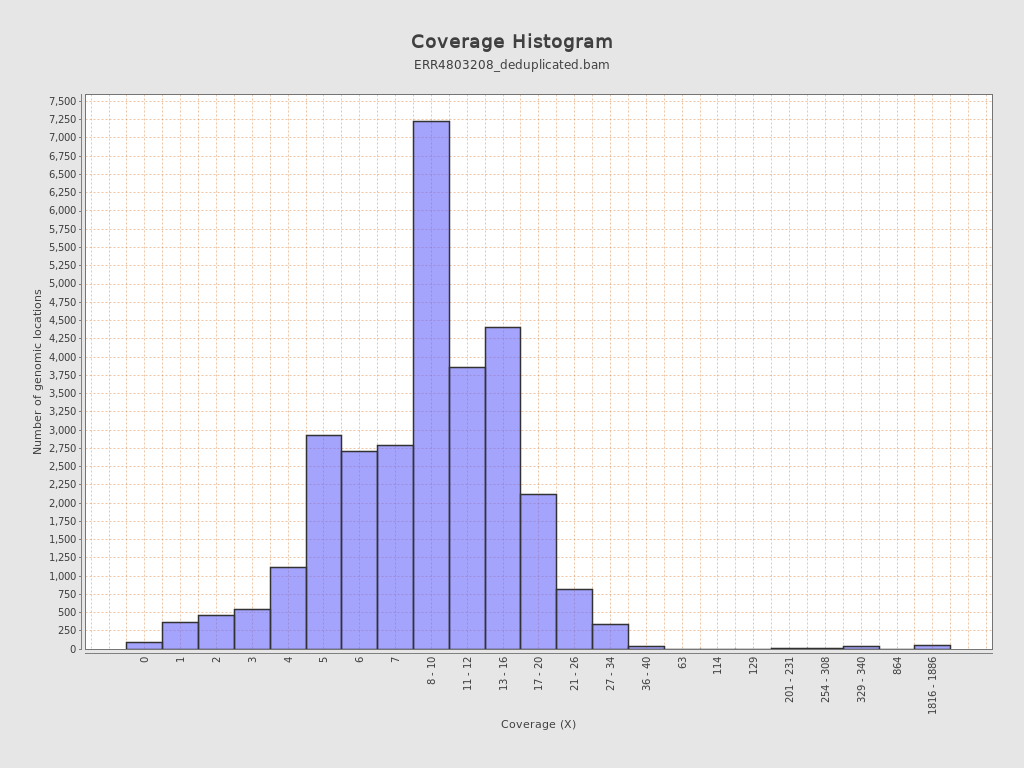 Coverage Histogram
ERR4803208_deduplicated.bam
7,500
7,250
7,000
6,750
6,500
6,250
6,000
5,750
5,500
5,250
5,000
4,750
4,500
4,250
4,000
3,750
3,500
3,250
3,000
2,750
2,500
2,250
2,000
1,750
1,500
1,250
1,000
750
500
250
0
Number of genomic locations
0
1
2
3
4
5
6
7
8 - 10
11 - 12
13 - 16
17 - 20
21 - 26
27 - 34
36 - 40
63
114
129
201 - 231
254 - 308
329 - 340
864
1816 - 1886
Coverage (X)